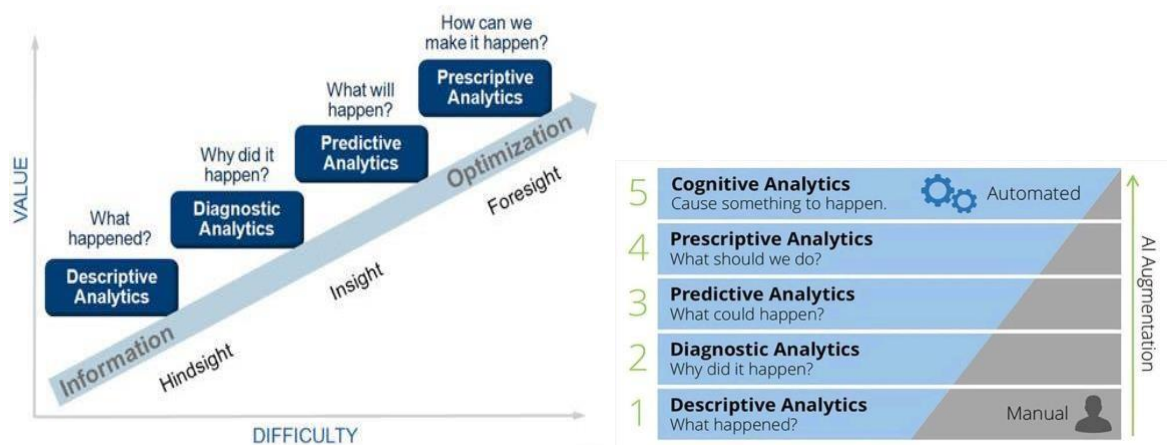 How can we
make it happen?
Prescriptive
Analytics
What will
happen?
Predictive
Analytics
Why did it
happen?
Diagnostic
Analytics
What
happened?
Descriptive
Analytics
Information
Optimization
Hindsight
Insight
Foresight
VALUE
DIFFICULTY
5
Cognitive Analytics
Cause something to happen.
Automated
4
Prescriptive Analytics
What should we do?
3
Predictive Analytics
What could happen?
2
Diagnostic Analytics
Why did it happen?
1
Descriptive Analytics
What happened?
Manual
AI Augmentation